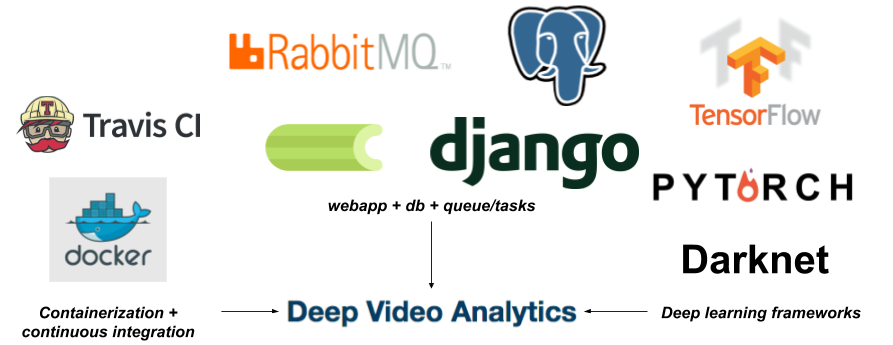 RabbitMQ TM
TensorFlow
Travis CI
django
PYTORCH
webapp + db + queue/tasks
docker
Darknet
Containerization +
continuous integration
Deep Video Analytics
Deep learning frameworks